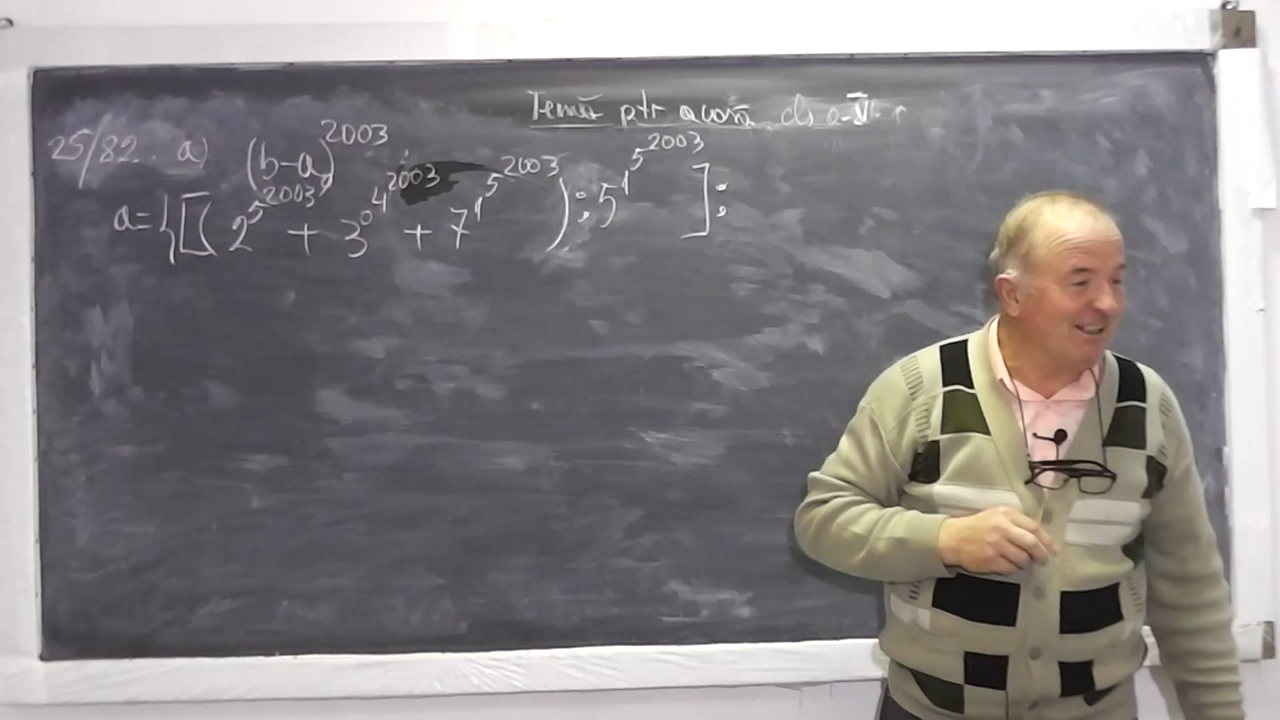 Temă ptr acasă cls a-VI-a
25/82. a) (b-a)^2003
a={[(2^5^2003^0 + 3^0^4^2003 + 7^1^5^2003) : 5^1^5^2003] :